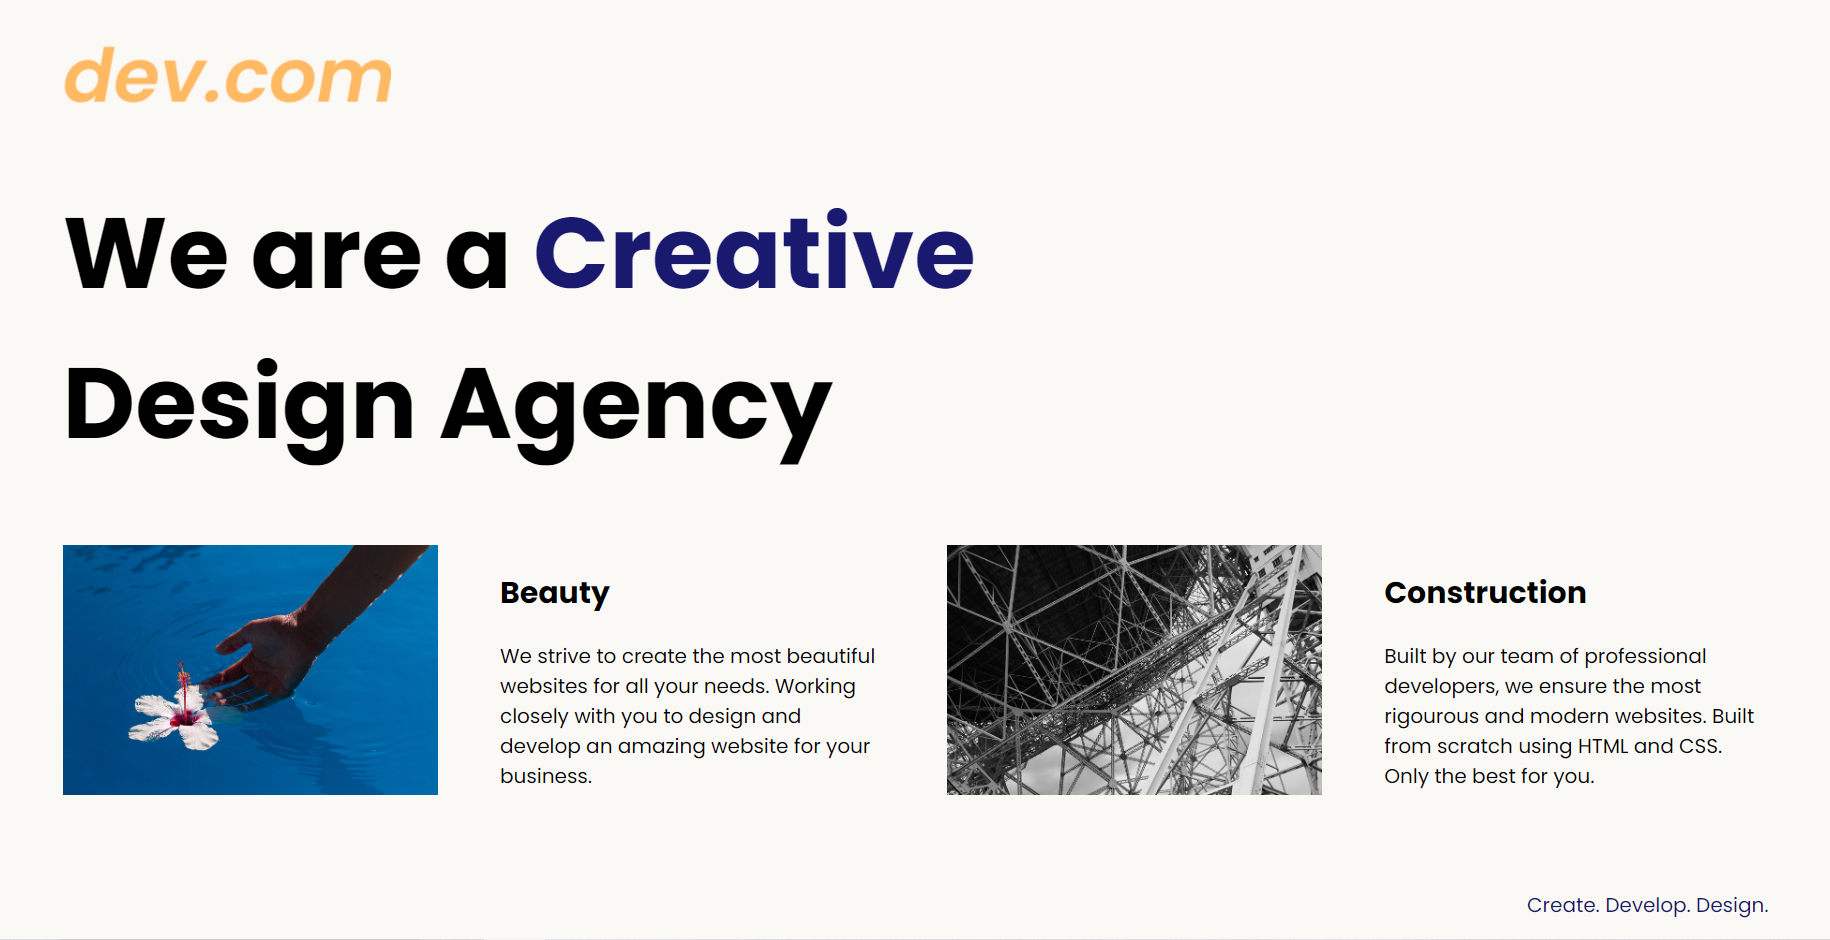 dev.com
We are a Creative
Design Agency
Beauty
We strive to create the most beautiful
websites for all your needs. Working
closely with you to design and
develop an amazing website for your
business.
Construction
Built by our team of professional
developers, we ensure the most
rigourous and modern websites. Built
from scratch using HTML and CSS.
Only the best for you.
Create. Develop. Design.